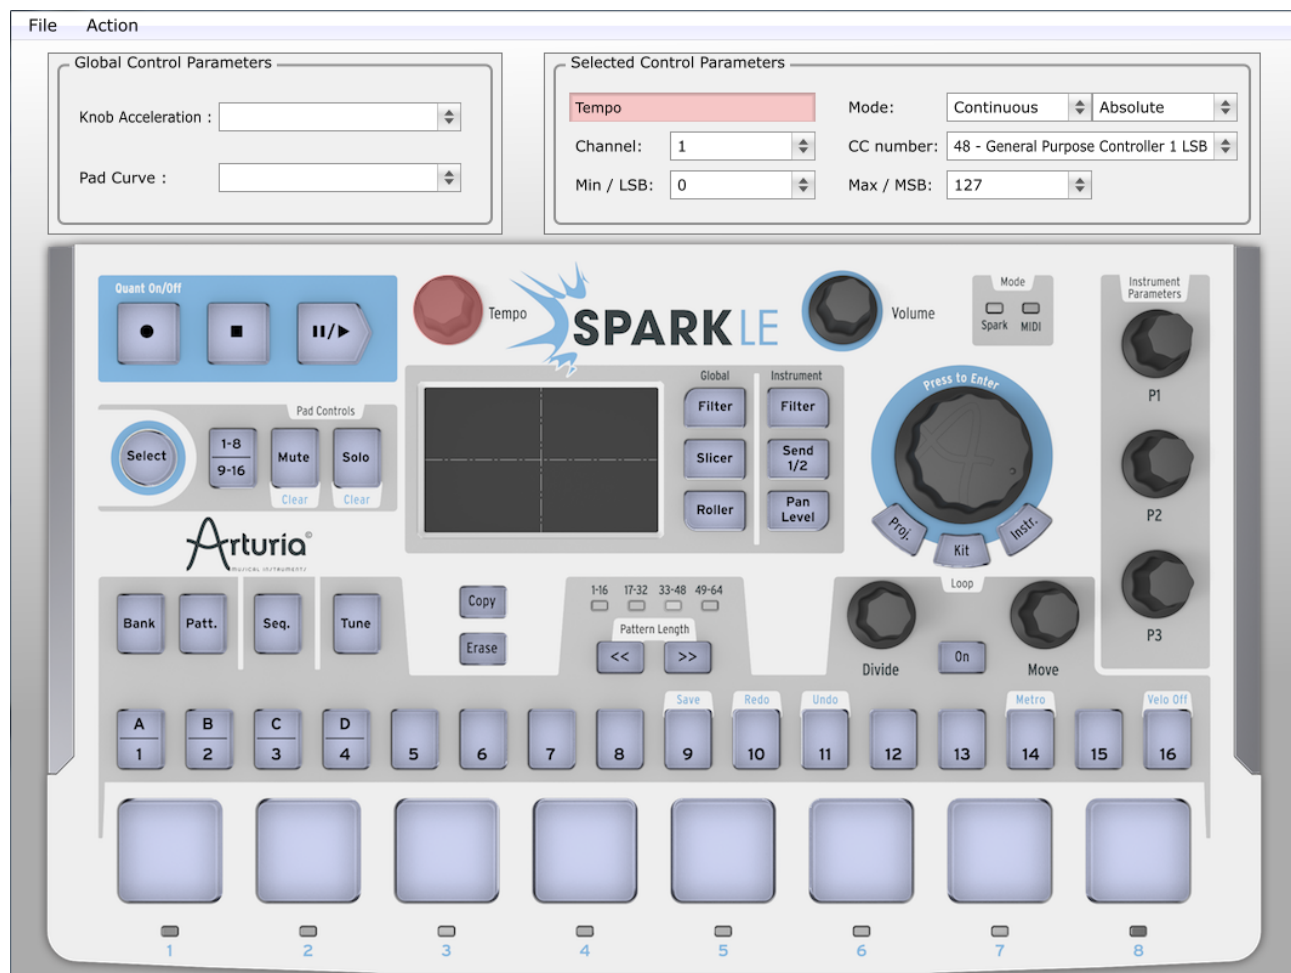 File Action
Global Control Parameters
Knob Acceleration :
Pad Curve :
Selected Control Parameters
Tempo
Mode: Continuous Absolute
Channel: 1
CC number: 48 - General Purpose Controller 1 LSB
Min / LSB: 0
Max / MSB: 127
Quant On/Off
Tempo
SPARK LE
Volume
Mode
Spark MIDI
Instrument
Parameters
P1
P2
P3
Pad Controls
Select
1-8
9-16
Mute
Solo
Clear
Clear
Global
Instrument
Filter
Filter
Slicer
Send
1/2
Roller
Pan
Level
Press to Enter
Proj.
Kit
Instr.
Arturia©
MUSICAL INSTRUMENTS
Bank
Patt.
Seq.
Tune
Copy
Erase
1-16 17-32 33-48 49-64
Pattern Length
<< >>
Loop
Divide
On
Move
Save Redo Undo Metro Velo Off
A B C D
1 2 3 4 5 6 7 8 9 10 11 12 13 14 15 16
1 2 3 4 5 6 7 8